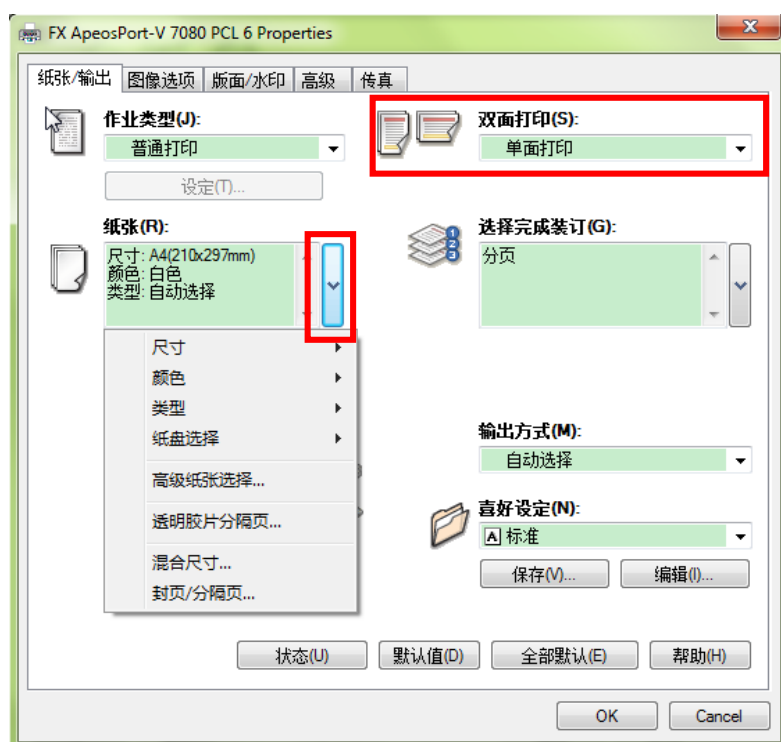 FX ApeosPort-V 7080 PCL 6 Properties
纸张/输出 图像选项 版面/水印 高级 传真
作业类型(J):
普通打印
设定(T)...
双面打印(S):
单面打印
纸张(R):
尺寸: A4(210x297mm)
颜色: 白色
类型: 自动选择
选择完成装订(G):
分页
尺寸
颜色
类型
纸盘选择
高级纸张选择...
透明胶片分隔页...
混合尺寸...
封页/分隔页...
输出方式(M):
自动选择
喜好设定(N):
A 标准
保存(V)... 编辑(I)...
状态(U) 默认值(D) 全部默认(E) 帮助(H)
OK Cancel